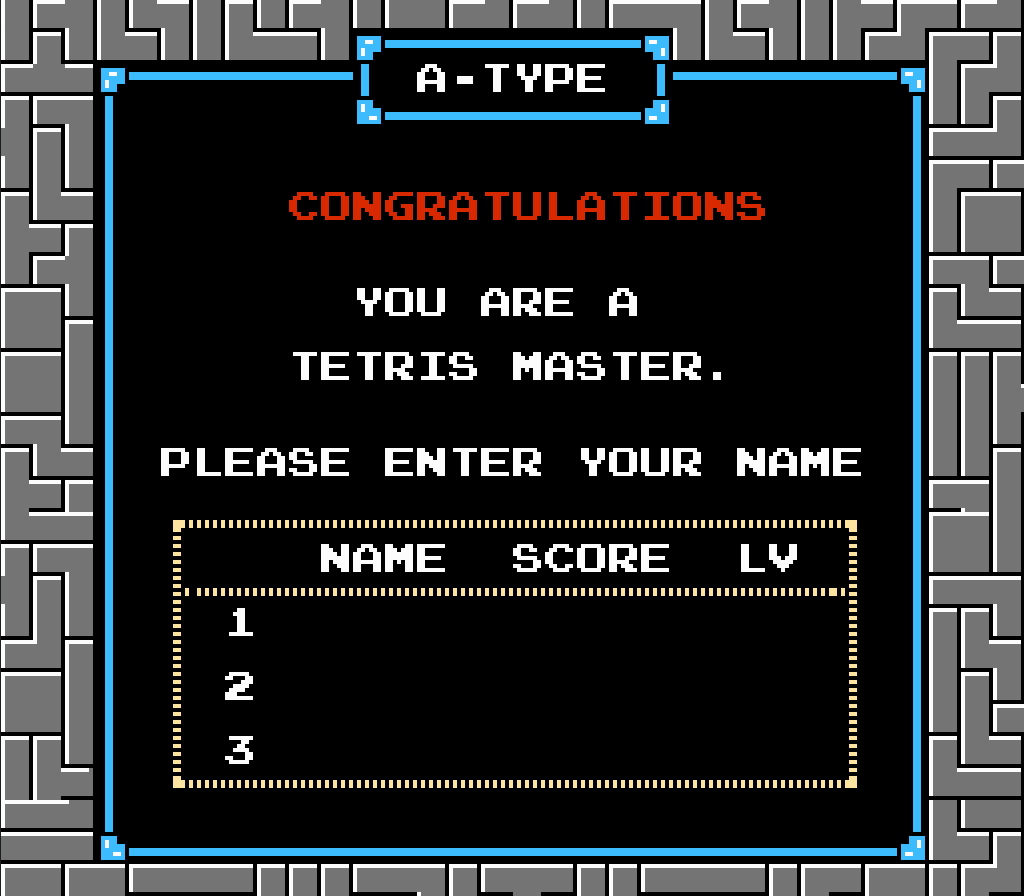 A-TYPE
CONGRATULATIONS
YOU ARE A
TETRIS MASTER.
PLEASE ENTER YOUR NAME
NAME SCORE LV
1
2
3